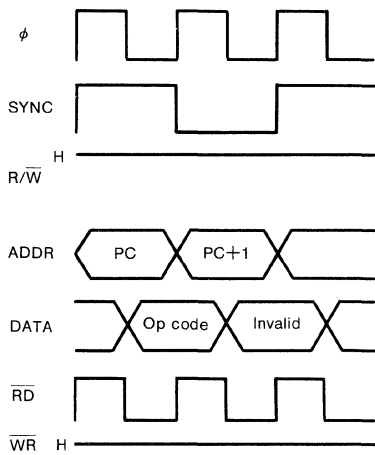 φ
SYNC
H
R/W̅
ADDR PC PC+1
DATA Op code Invalid
R̅D̅
W̅R̅ H